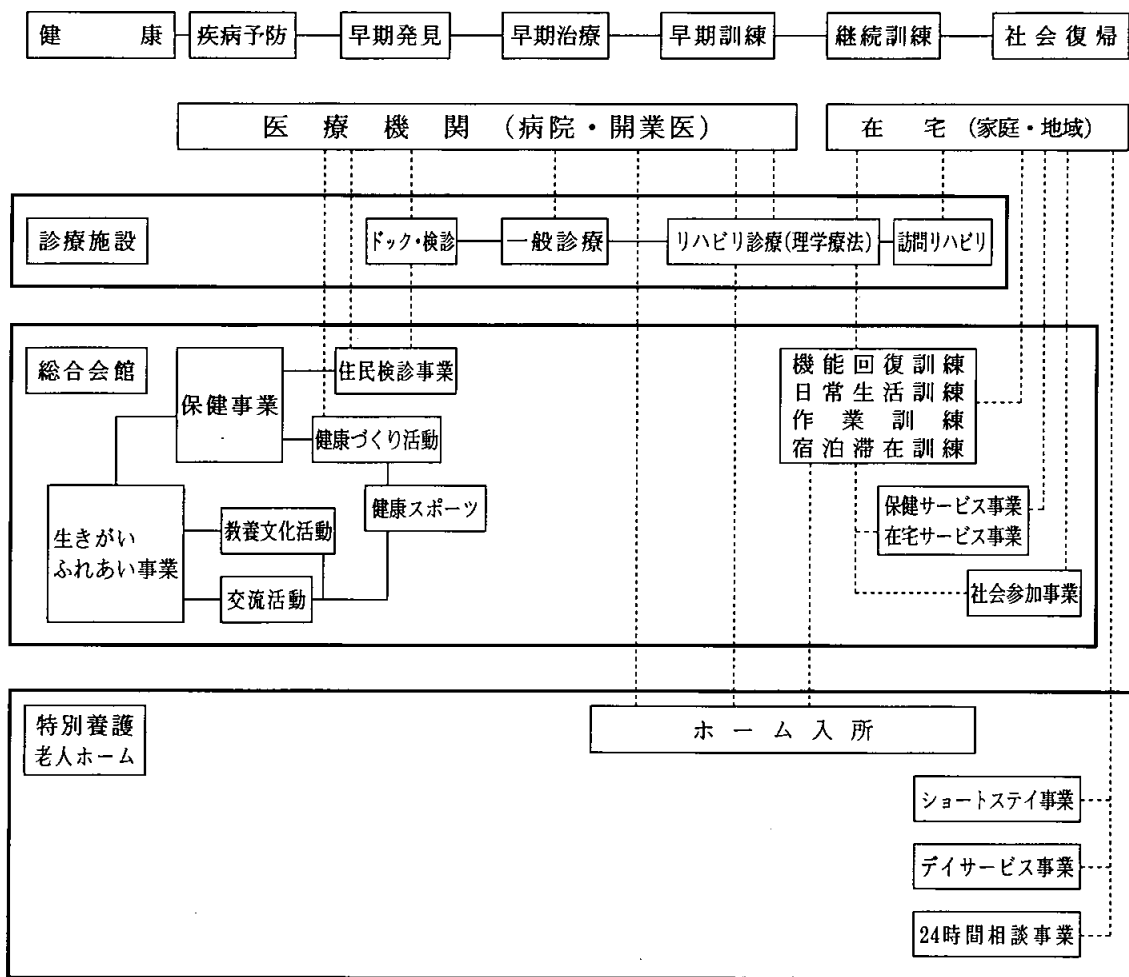 健康
疾病予防
早期発見
早期治療
早期訓練
継続訓練
社会復帰
医療機関(病院・開業医)
在宅(家庭・地域)
診療施設
ドック・検診
一般診療
リハビリ診療(理学療法)
訪問リハビリ
総合会館
保健事業
住民検診事業
健康づくり活動
健康スポーツ
生きがい
ふれあい事業
教養文化活動
交流活動
機能回復訓練
日常生活訓練
作業訓練
宿泊滞在訓練
保健サービス事業
在宅サービス事業
社会参加事業
特別養護
老人ホーム
ホーム入所
ショートステイ事業
デイサービス事業
24時間相談事業